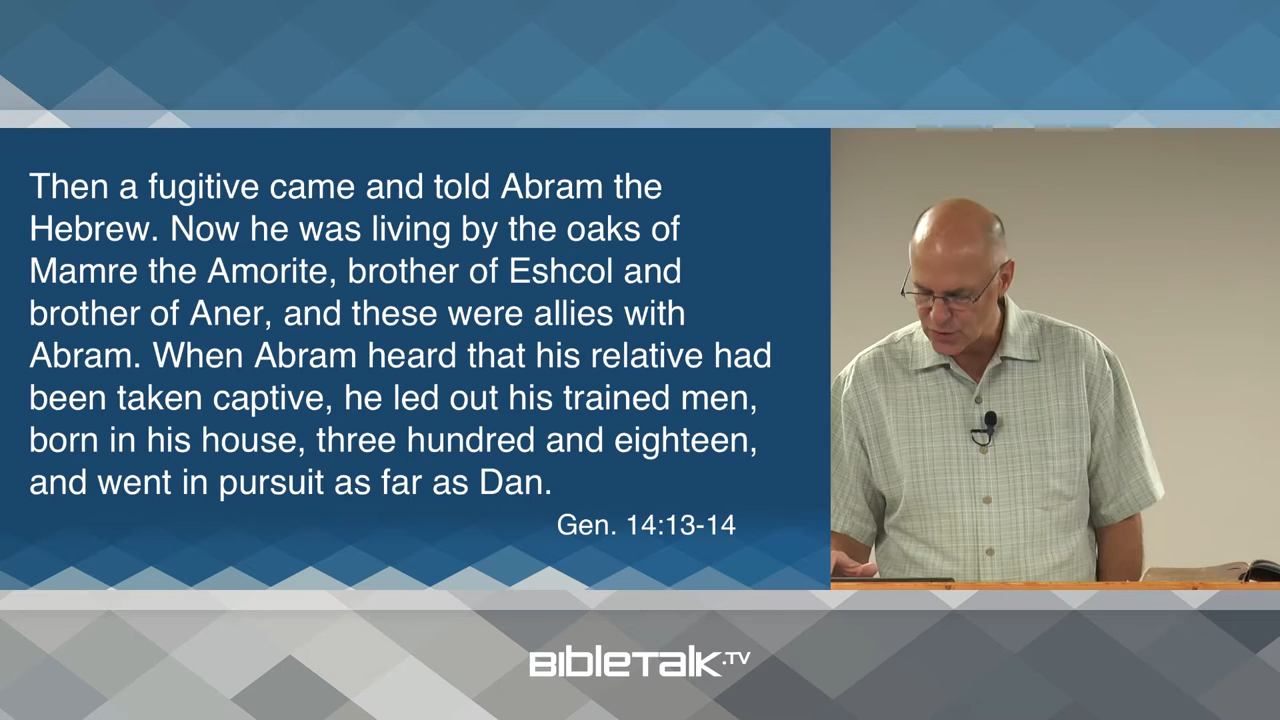 Then a fugitive came and told Abram the
Hebrew. Now he was living by the oaks of
Mamre the Amorite, brother of Eshcol and
brother of Aner, and these were allies with
Abram. When Abram heard that his relative had
been taken captive, he led out his trained men,
born in his house, three hundred and eighteen,
and went in pursuit as far as Dan.
Gen. 14:13-14
BIBLETALK.TV